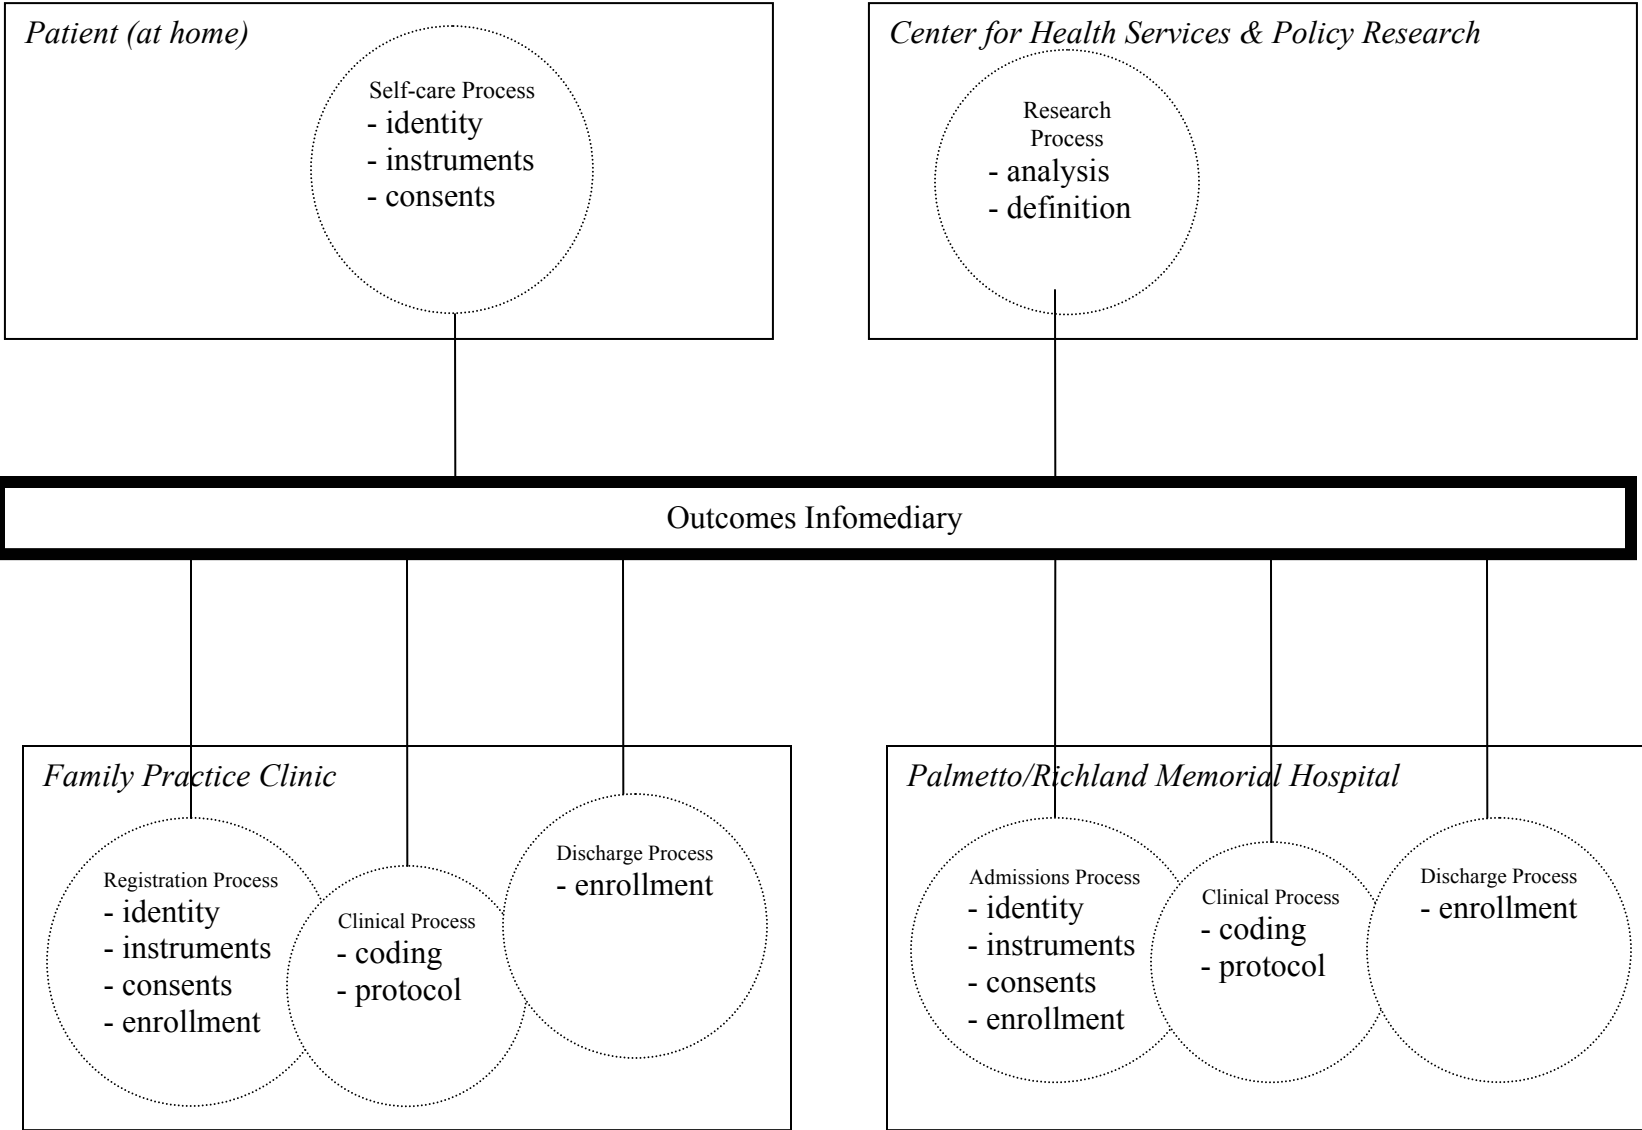 Patient (at home)
Self-care Process
- identity
- instruments
- consents
Center for Health Services & Policy Research
Research
Process
- analysis
- definition
Outcomes Infomediary
Family Practice Clinic
Registration Process
- identity
- instruments
- consents
- enrollment
Clinical Process
- coding
- protocol
Discharge Process
- enrollment
Palmetto/Richland Memorial Hospital
Admissions Process
- identity
- instruments
- consents
- enrollment
Clinical Process
- coding
- protocol
Discharge Process
- enrollment